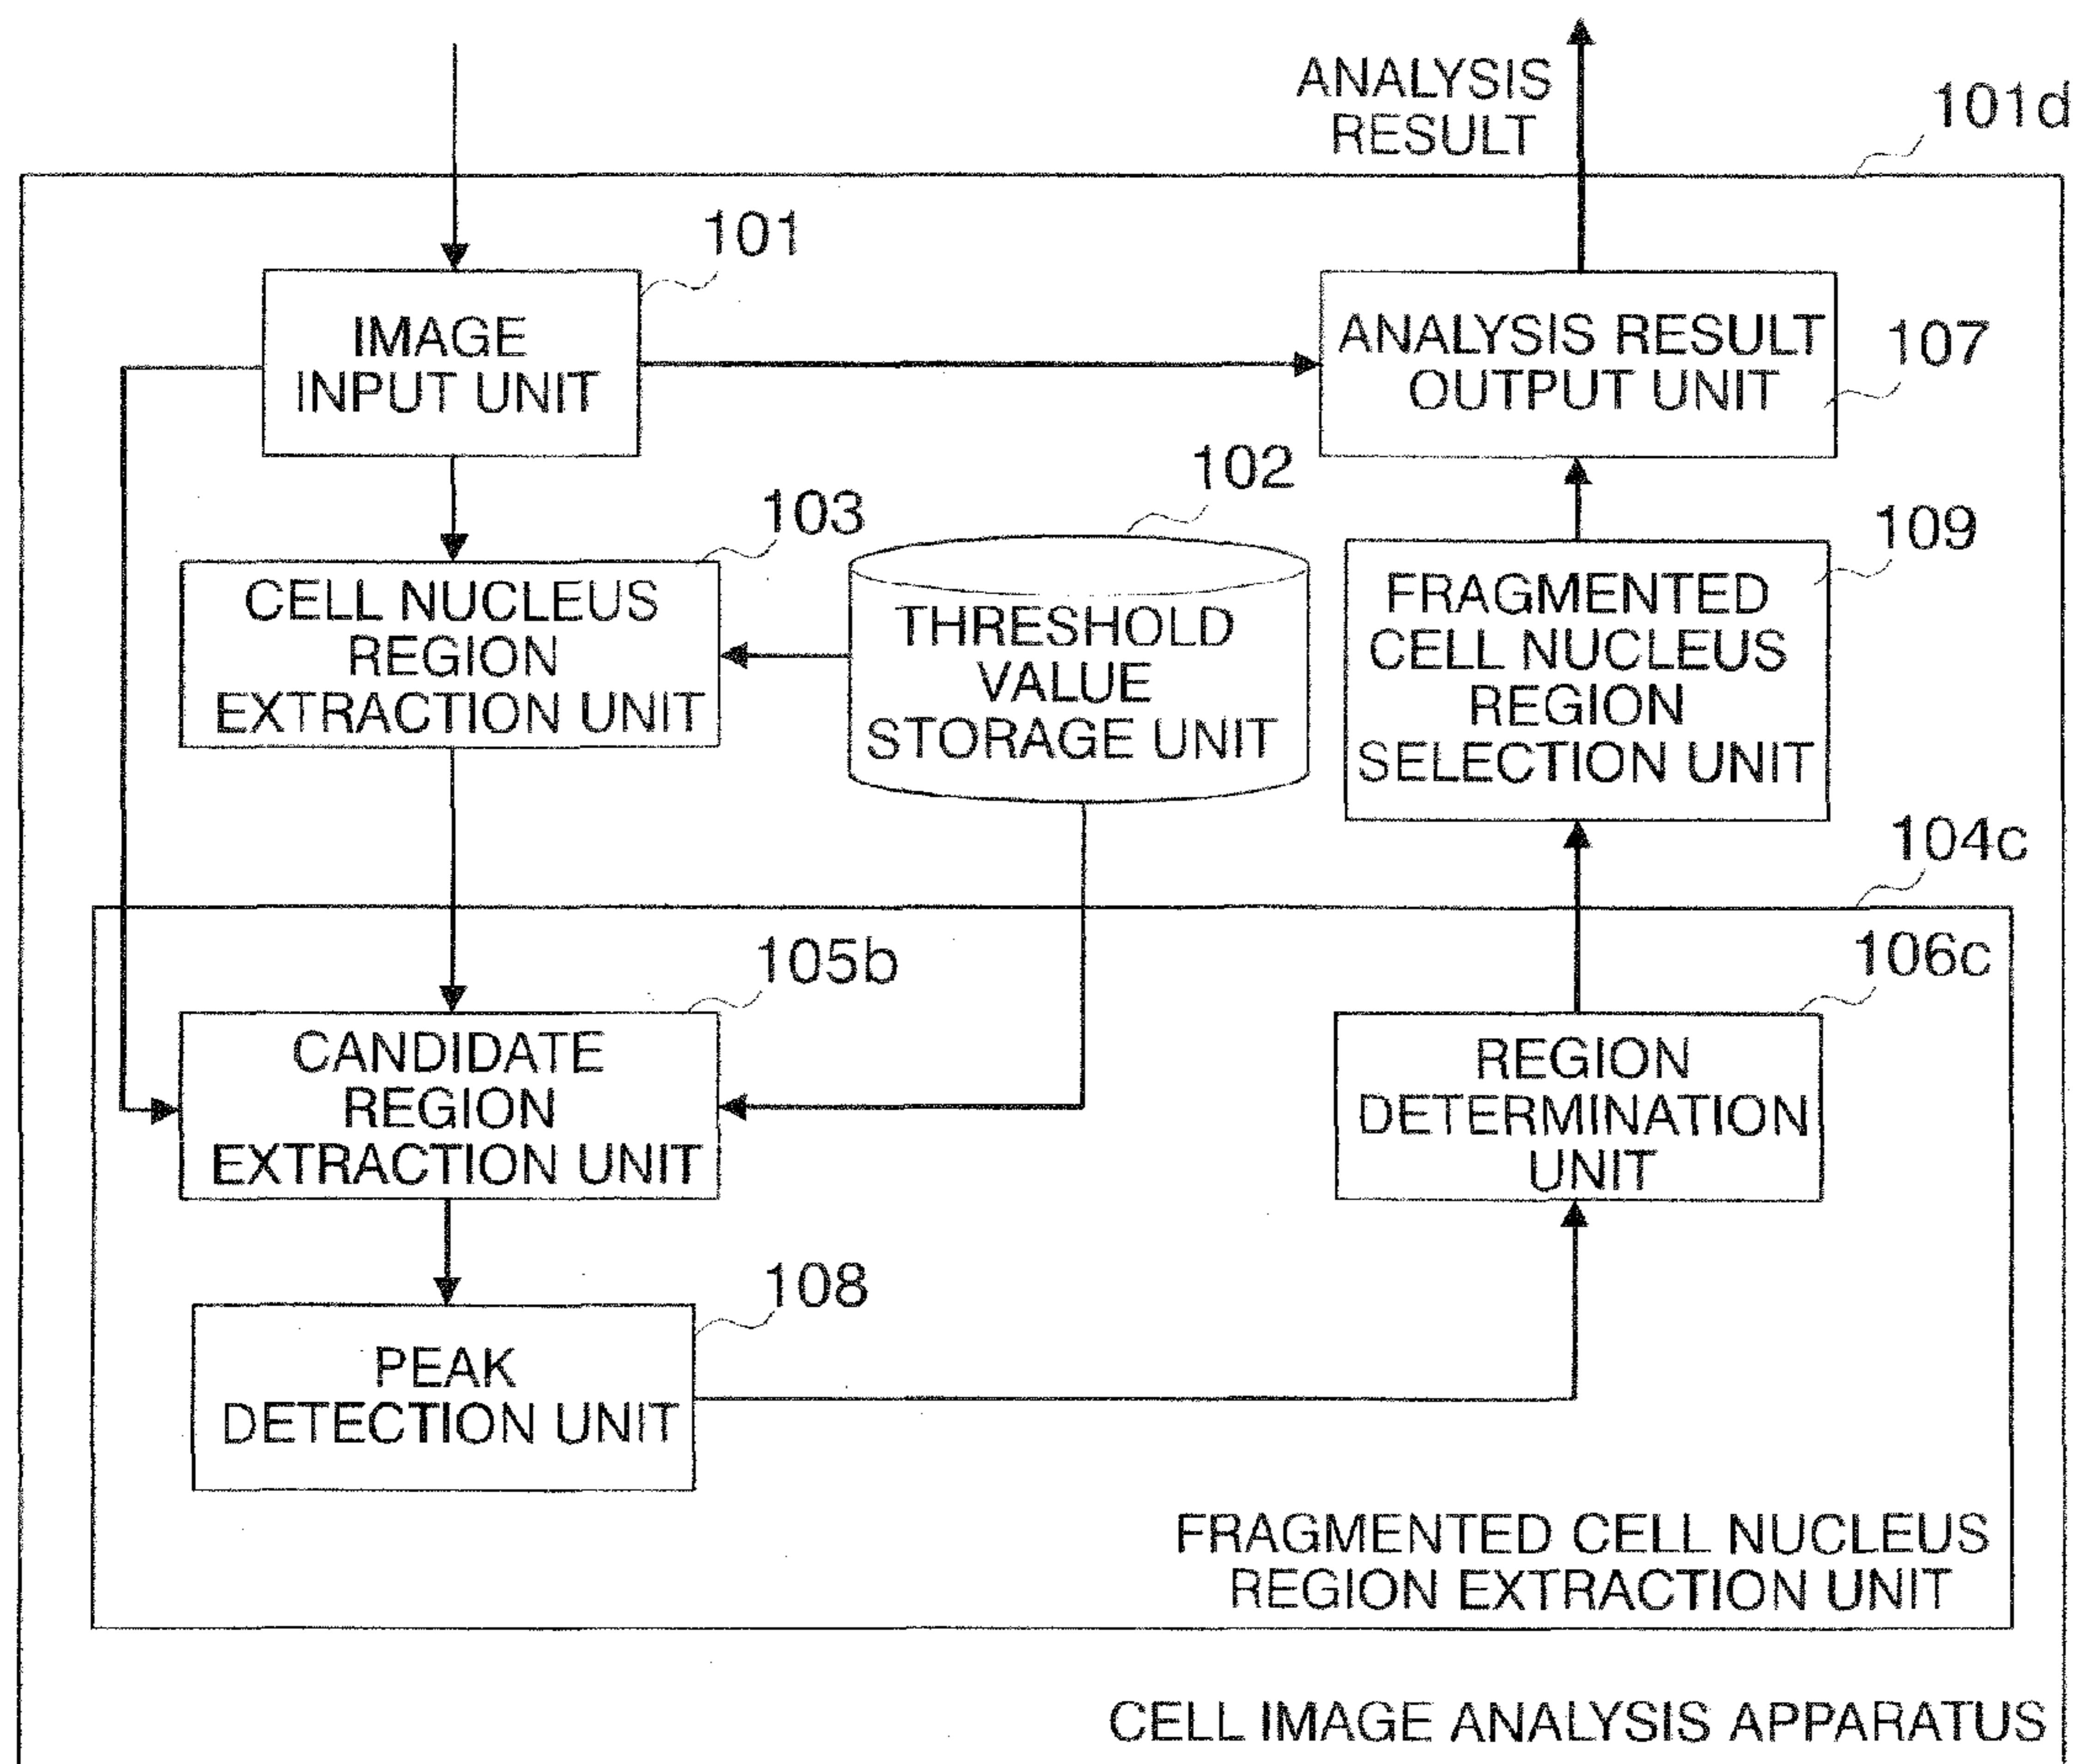 ANALYSIS
RESULT
101d
101
IMAGE
INPUT UNIT
ANALYSIS RESULT
OUTPUT UNIT
107
102
103
CELL NUCLEUS
REGION
EXTRACTION UNIT
THRESHOLD
VALUE
STORAGE UNIT
109
FRAGMENTED
CELL NUCLEUS
REGION
SELECTION UNIT
104c
105b
106c
CANDIDATE
REGION
EXTRACTION UNIT
REGION
DETERMINATION
UNIT
108
PEAK
DETECTION UNIT
FRAGMENTED CELL NUCLEUS
REGION EXTRACTION UNIT
CELL IMAGE ANALYSIS APPARATUS